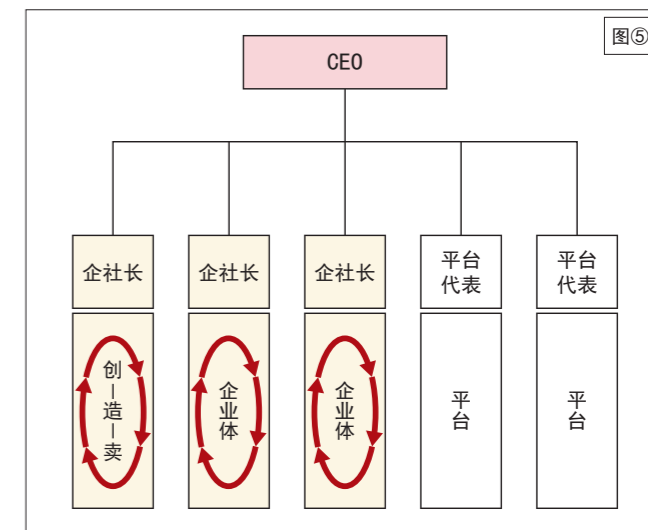 图⑤
CEO
企社长
企社长
企社长
平台
代表
平台
代表
创
—
造
—
卖
企
业
体
企
业
体
平
台
平
台